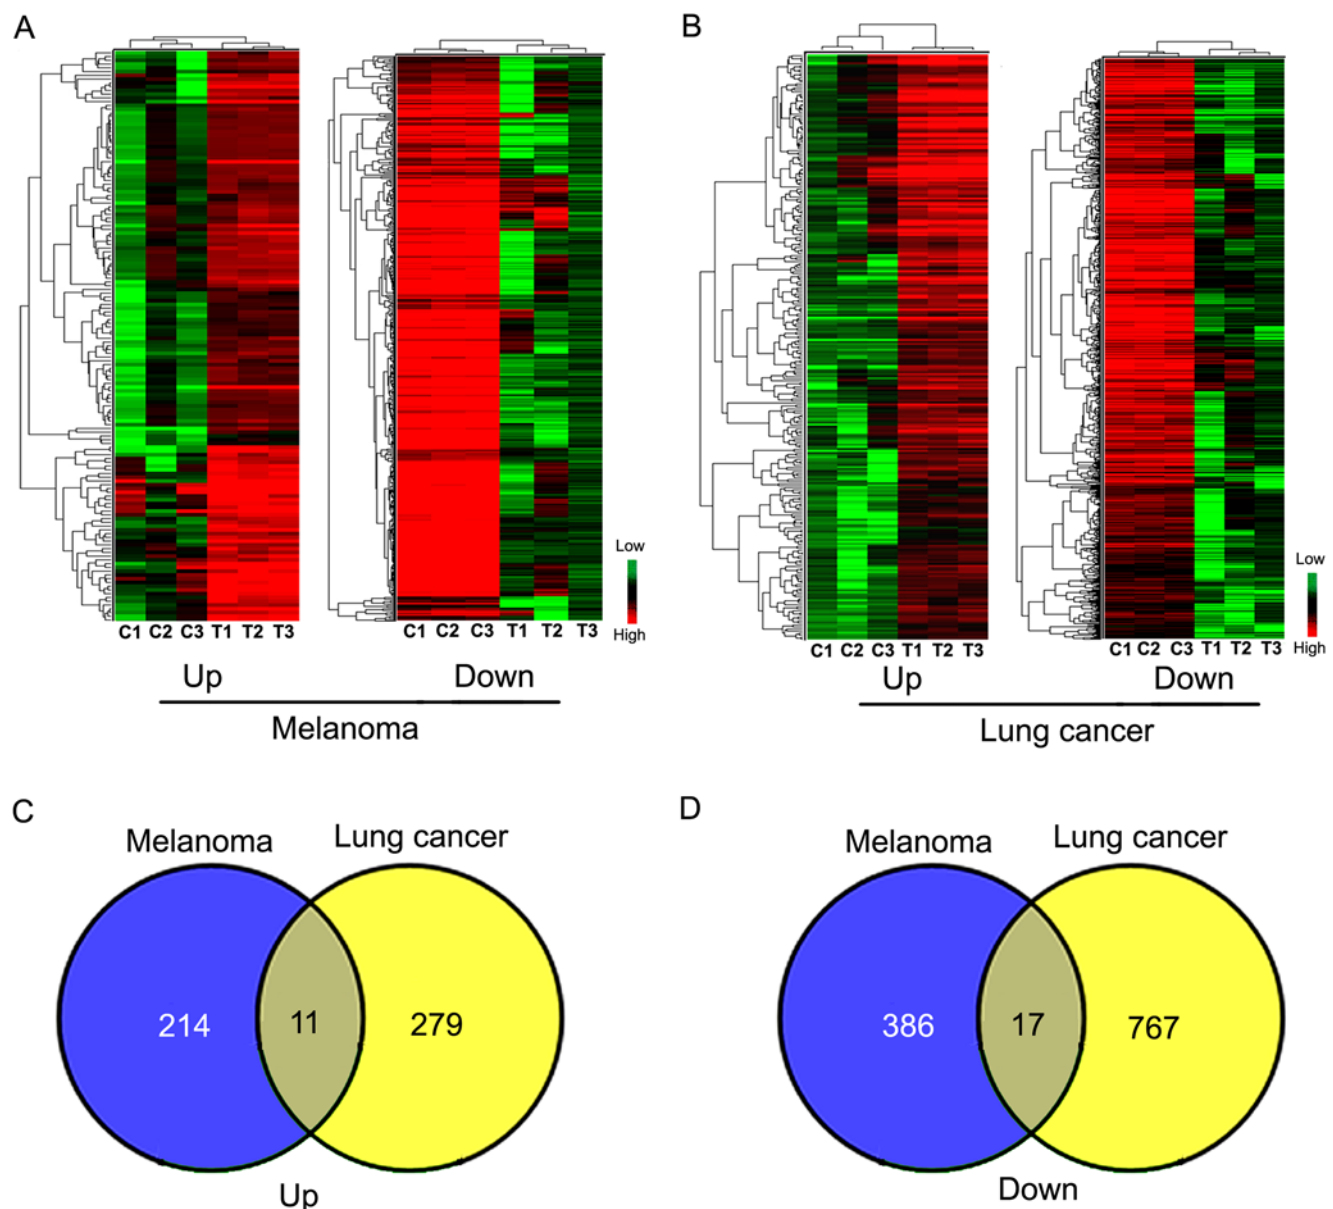 A
B
Low
High
C1 C2 C3 T1 T2 T3
C1 C2 C3 T1 T2 T3
Up
Down
Melanoma
Low
High
C1 C2 C3 T1 T2 T3
C1 C2 C3 T1 T2 T3
Up
Down
Lung cancer
C
Melanoma
Lung cancer
214
11
279
Up
D
Melanoma
Lung cancer
386
17
767
Down